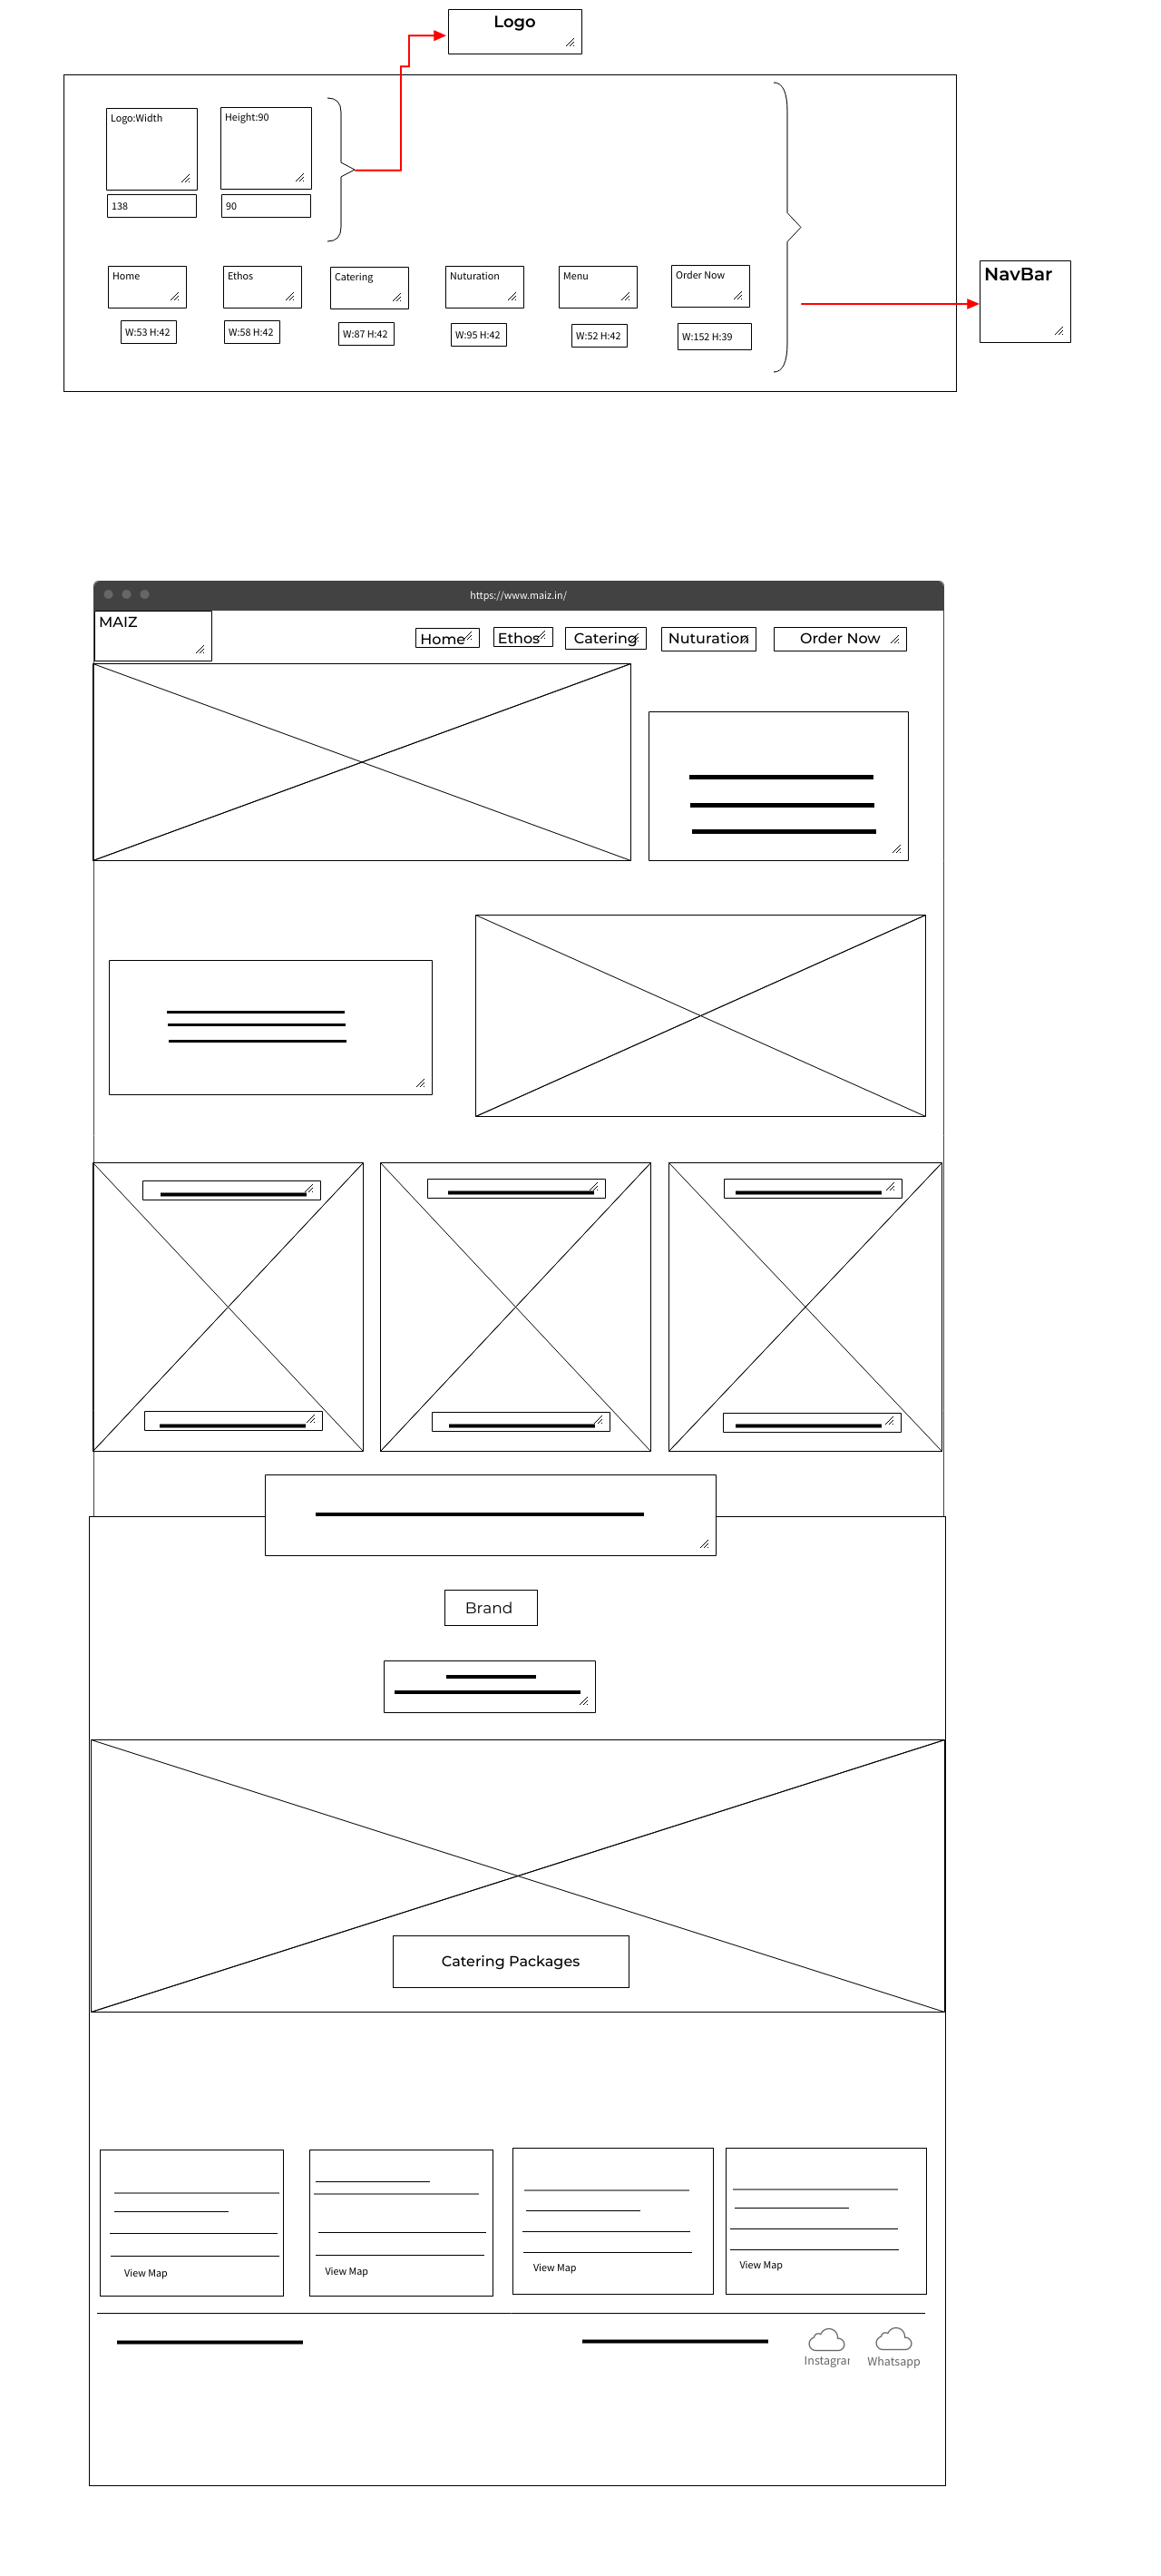 Logo
Logo:Width
Height:90
138
90
Home
Ethos
Catering
Nuturation
Menu
Order Now
W:53 H:42
W:58 H:42
W:87 H:42
W:95 H:42
W:52 H:42
W:152 H:39
NavBar
https://www.maiz.in/
MAIZ
Home
Ethos
Catering
Nuturation
Order Now
Brand
Catering Packages
View Map
View Map
View Map
View Map
Instagrar
Whatsapp